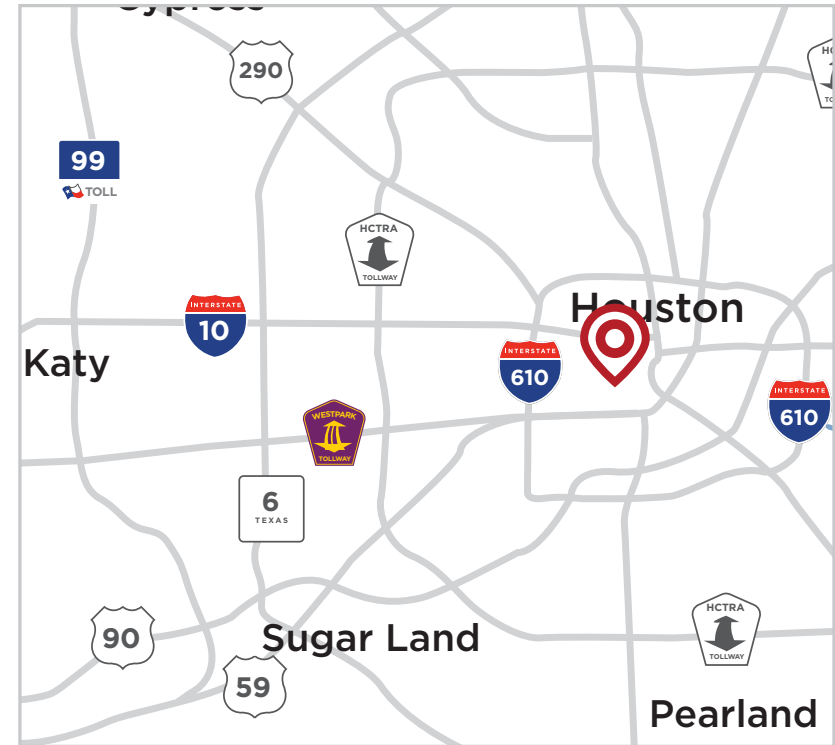 Cypress
290
99
TOLL
HCTRA
TOLLWAY
INTERSTATE
10
Houston
Katy
INTERSTATE
610
INTERSTATE
610
WESTPARK
TOLLWAY
6
TEXAS
90
Sugar Land
59
HCTRA
TOLLWAY
Pearland